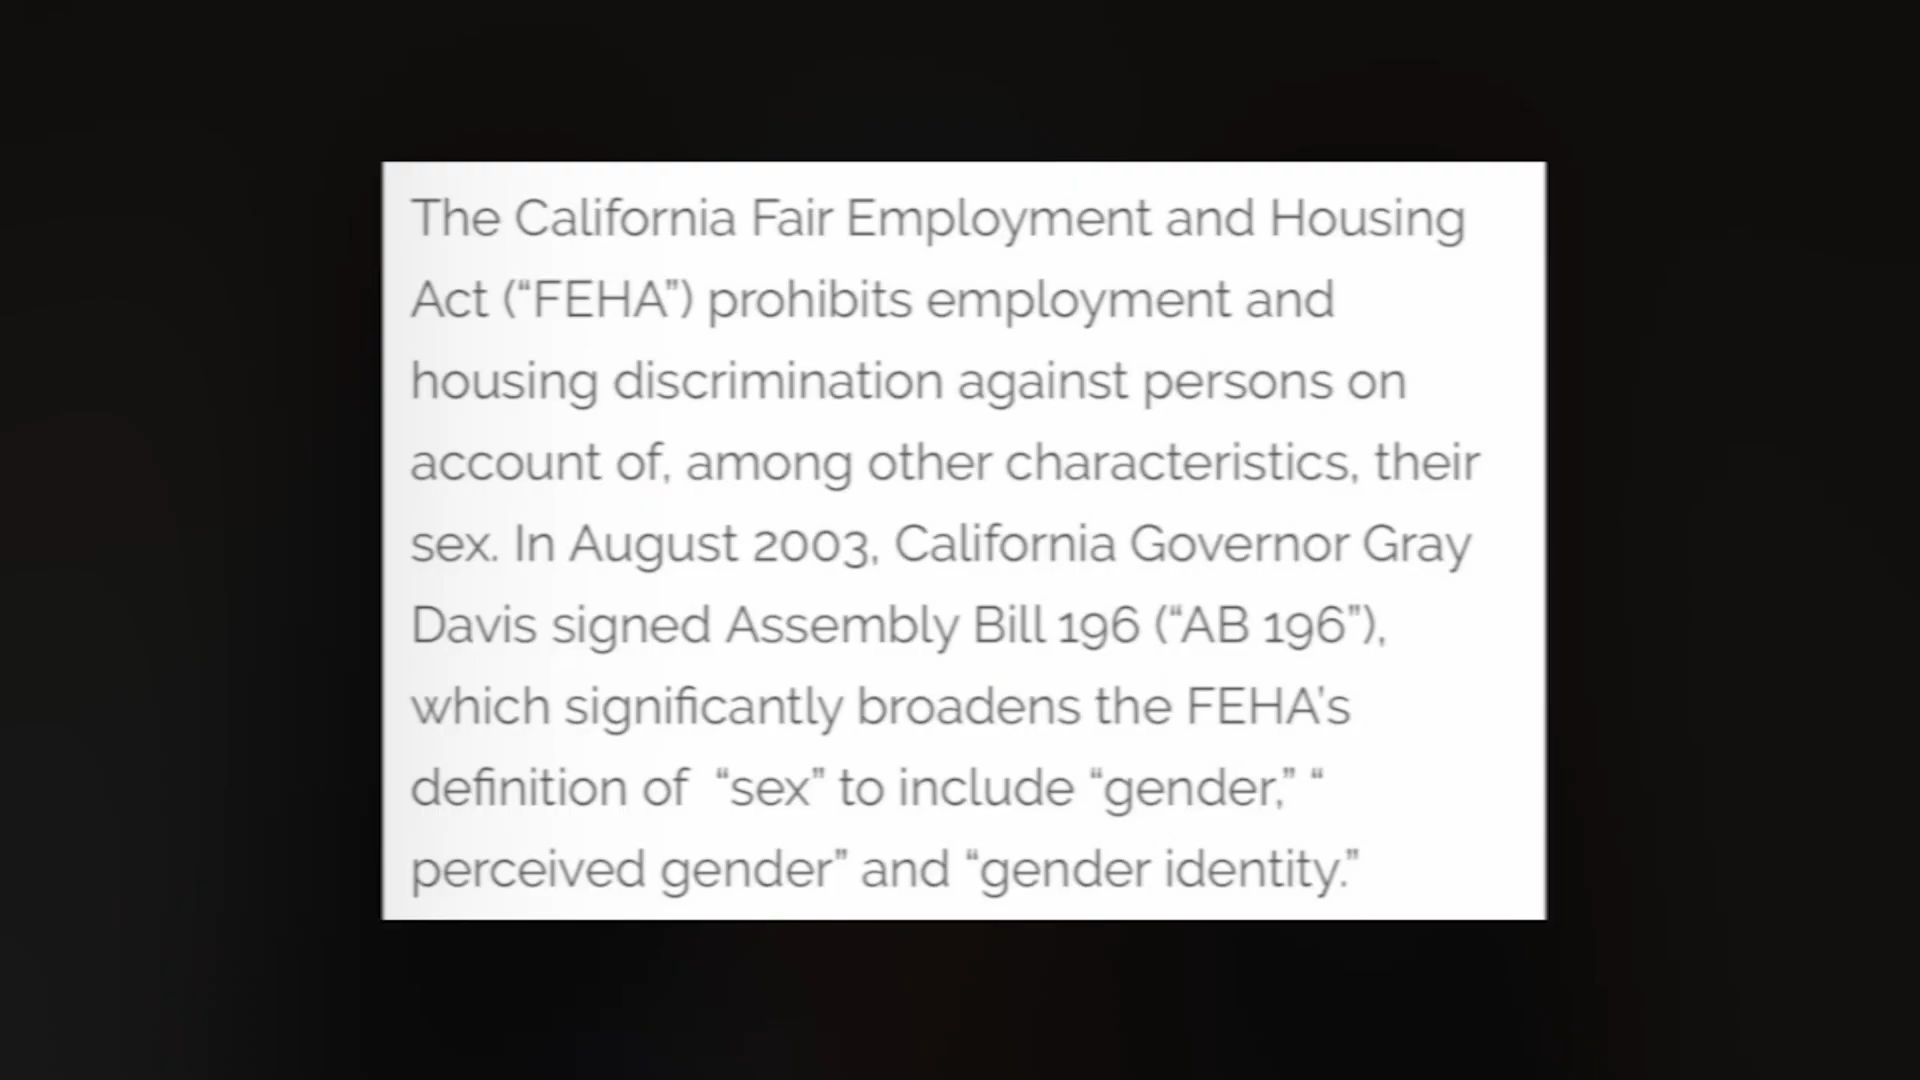 The California Fair Employment and Housing
Act (“FEHA”) prohibits employment and
housing discrimination against persons on
account of, among other characteristics, their
sex. In August 2003, California Governor Gray
Davis signed Assembly Bill 196 (“AB 196”),
which significantly broadens the FEHA’s
definition of  “sex” to include “gender,” “
perceived gender” and “gender identity.”